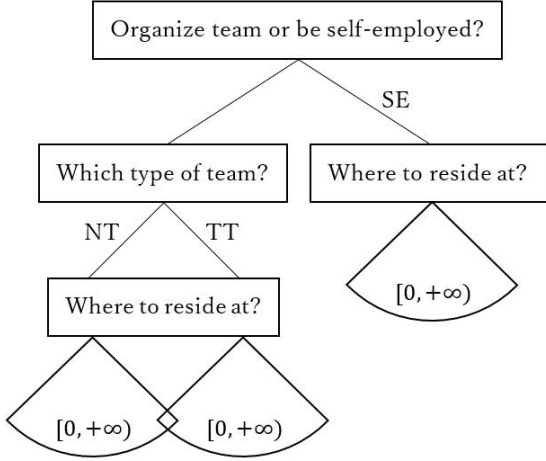 Organize team or be self-employed?
SE
Which type of team?
Where to reside at?
NT
TT
[0, +∞)
Where to reside at?
[0, +∞)
[0, +∞)